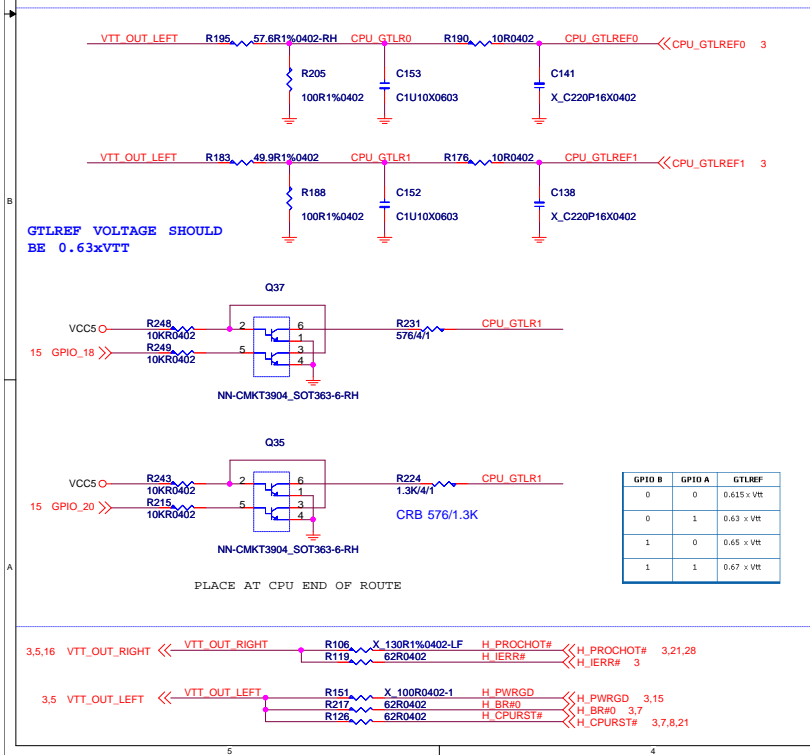 VTT_OUT_LEFT R195 57.6R1%0402-RH CPU_GTLR0 R190 10R0402 CPU_GTLREF0 CPU_GTLREF0 3
R205 C153 C141
100R1%0402 C1U10X0603 X_C220P16X0402
VTT_OUT_LEFT R183 49.9R1%0402 CPU_GTLR1 R176 10R0402 CPU_GTLREF1 CPU_GTLREF1 3
R188 C152 C138
100R1%0402 C1U10X0603 X_C220P16X0402
B
GTLREF VOLTAGE SHOULD
BE 0.63xVTT
Q37
VCC5 R248 2 6 R231 CPU_GTLR1
10KR0402 1 576/4/1
15 GPIO_18 R249 5 3
10KR0402 4
NN-CMKT3904_SOT363-6-RH
Q35
VCC5 R243 2 6 R224 CPU_GTLR1
10KR0402 1 1.3K/4/1
15 GPIO_20 R215 5 3
10KR0402 4
CRB 576/1.3K
NN-CMKT3904_SOT363-6-RH
GPIO B GPIO A GTLREF
0 0 0.615 x Vtt
0 1 0.63 x Vtt
1 0 0.65 x Vtt
1 1 0.67 x Vtt
A
PLACE AT CPU END OF ROUTE
3,5,16 VTT_OUT_RIGHT VTT_OUT_RIGHT R106 X_130R1%0402-LF H_PROCHOT# H_PROCHOT# 3,21,28
R119 62R0402 H_IERR# H_IERR# 3
3,5 VTT_OUT_LEFT VTT_OUT_LEFT R151 X_100R0402-1 H_PWRGD H_PWRGD 3,15
R217 62R0402 H_BR#0 H_BR#0 3,7
R126 62R0402 H_CPURST# H_CPURST# 3,7,8,21
5 4